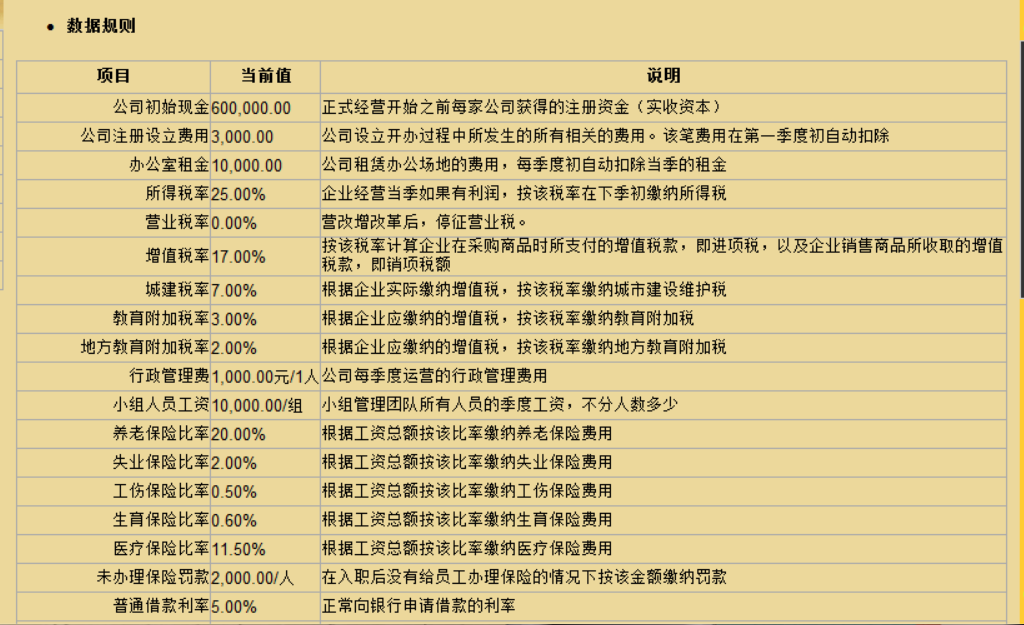 • 数据规则
项目 当前值 说明
公司初始现金 600,000.00 正式经营开始之前每家公司获得的注册资金（实收资本）
公司注册设立费用 3,000.00 公司设立开办过程中所发生的所有相关的费用。该笔费用在第一季度初自动扣除
办公室租金 10,000.00 公司租赁办公场地的费用，每季度初自动扣除当季的租金
所得税率 25.00% 企业经营当季如果有利润，按该税率在下季初缴纳所得税
营业税率 0.00% 营改增改革后，停征营业税。
增值税率 17.00% 按该税率计算企业在采购商品时所支付的增值税款，即进项税，以及企业销售商品所收取的增值
税款，即销项税额
城建税率 7.00% 根据企业实际缴纳增值税，按该税率缴纳城市建设维护税
教育附加税率 3.00% 根据企业应缴纳的增值税，按该税率缴纳教育附加税
地方教育附加税率 2.00% 根据企业应缴纳的增值税，按该税率缴纳地方教育附加税
行政管理费 1,000.00元/1人 公司每季度运营的行政管理费用
小组人员工资 10,000.00/组 小组管理团队所有人员的季度工资，不分人数多少
养老保险比率 20.00% 根据工资总额按该比率缴纳养老保险费用
失业保险比率 2.00% 根据工资总额按该比率缴纳失业保险费用
工伤保险比率 0.50% 根据工资总额按该比率缴纳工伤保险费用
生育保险比率 0.60% 根据工资总额按该比率缴纳生育保险费用
医疗保险比率 11.50% 根据工资总额按该比率缴纳医疗保险费用
未办理保险罚款 2,000.00/人 在入职后没有给员工办理保险的情况下按该金额缴纳罚款
普通借款利率 5.00% 正常向银行申请借款的利率